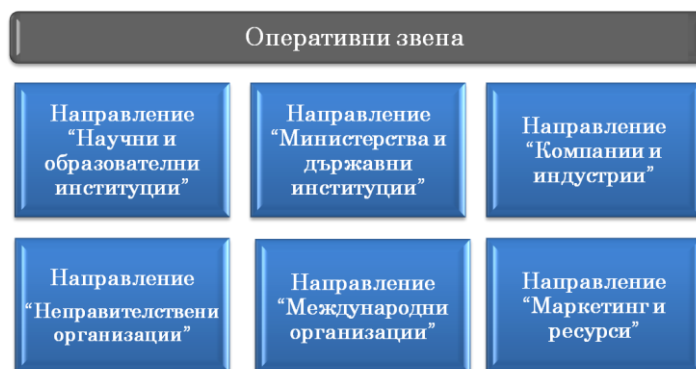 Оперативни звена
Направление
“Научни и
образователни
институции”
Направление
“Министерства и
държавни
институции”
Направление
“Компании и
индустрии”
Направление
“Неправителствени
организации”
Направление
“Международни
организации”
Направление
“Маркетинг и
ресурси”